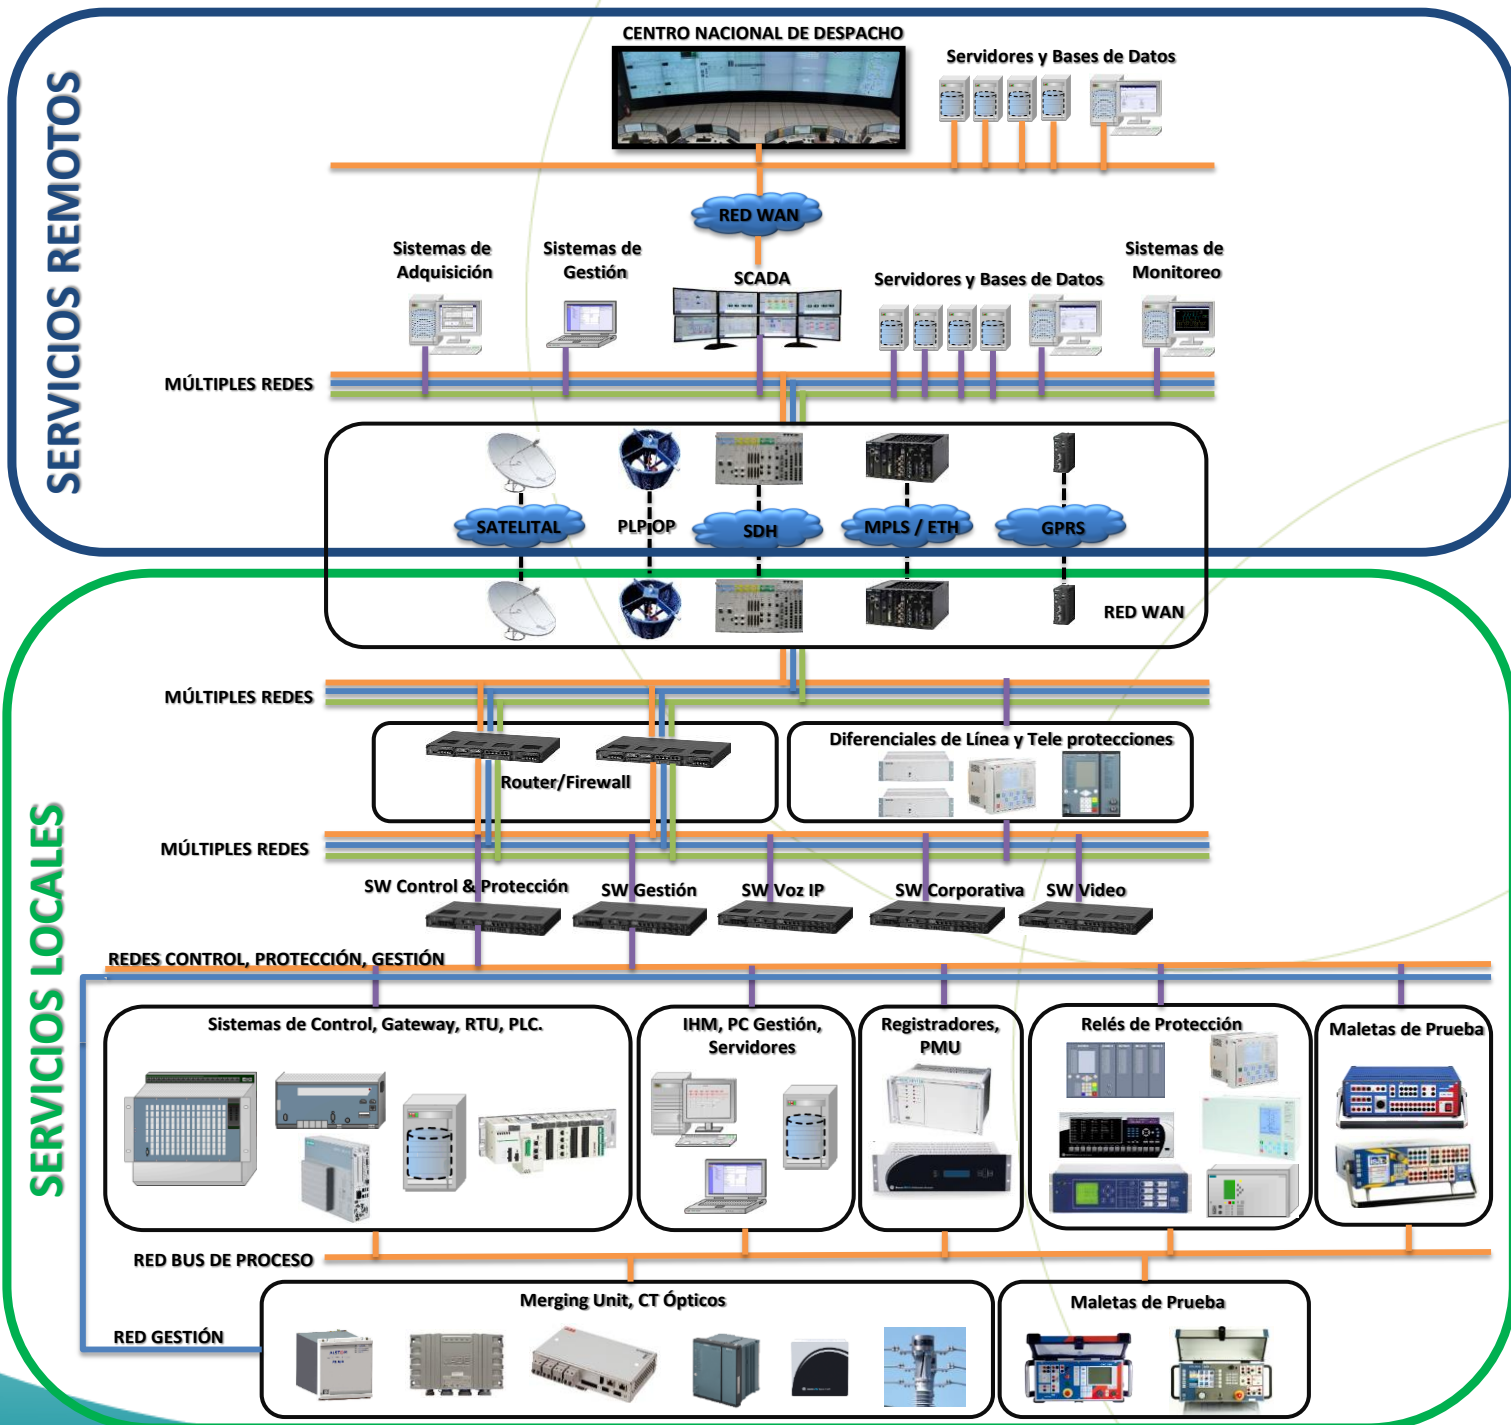 CENTRO NACIONAL DE DESPACHO
Servidores y Bases de Datos
SERVICIOS REMOTOS
RED WAN
Sistemas de
Adquisición
Sistemas de
Gestión
SCADA
Servidores y Bases de Datos
Sistemas de
Monitoreo
MÚLTIPLES REDES
SATELITAL
PLP OP
SDH
MPLS / ETH
GPRS
RED WAN
SERVICIOS LOCALES
MÚLTIPLES REDES
Router/Firewall
Diferenciales de Línea y Tele protecciones
MÚLTIPLES REDES
SW Control & Protección
SW Gestión
SW Voz IP
SW Corporativa
SW Video
REDES CONTROL, PROTECCIÓN, GESTIÓN
Sistemas de Control, Gateway, RTU, PLC.
IHM, PC Gestión,
Servidores
Registradores,
PMU
Relés de Protección
Maletas de Prueba
RED BUS DE PROCESO
Merging Unit, CT Ópticos
Maletas de Prueba
RED GESTIÓN